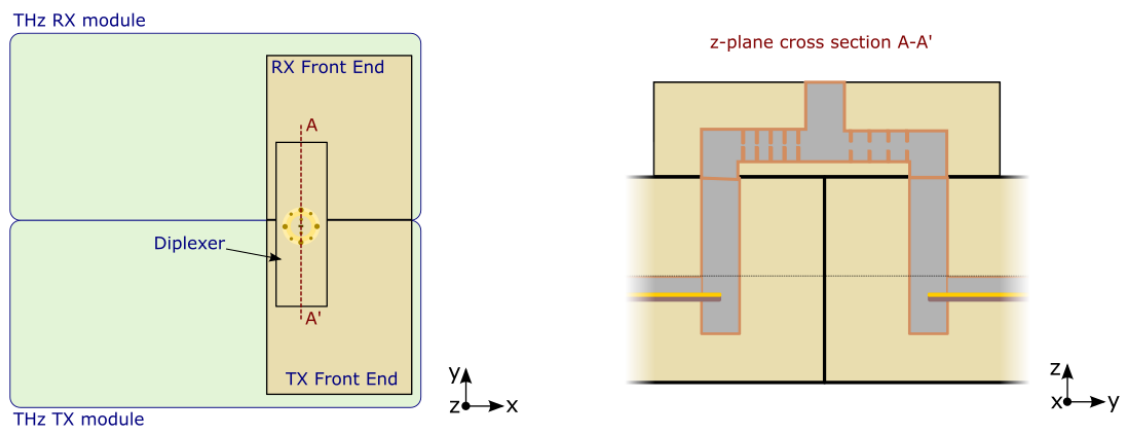 THz RX module
RX Front End
A
Diplexer
A'
TX Front End
THz TX module
y
z
x
z-plane cross section A-A'
z
x
y